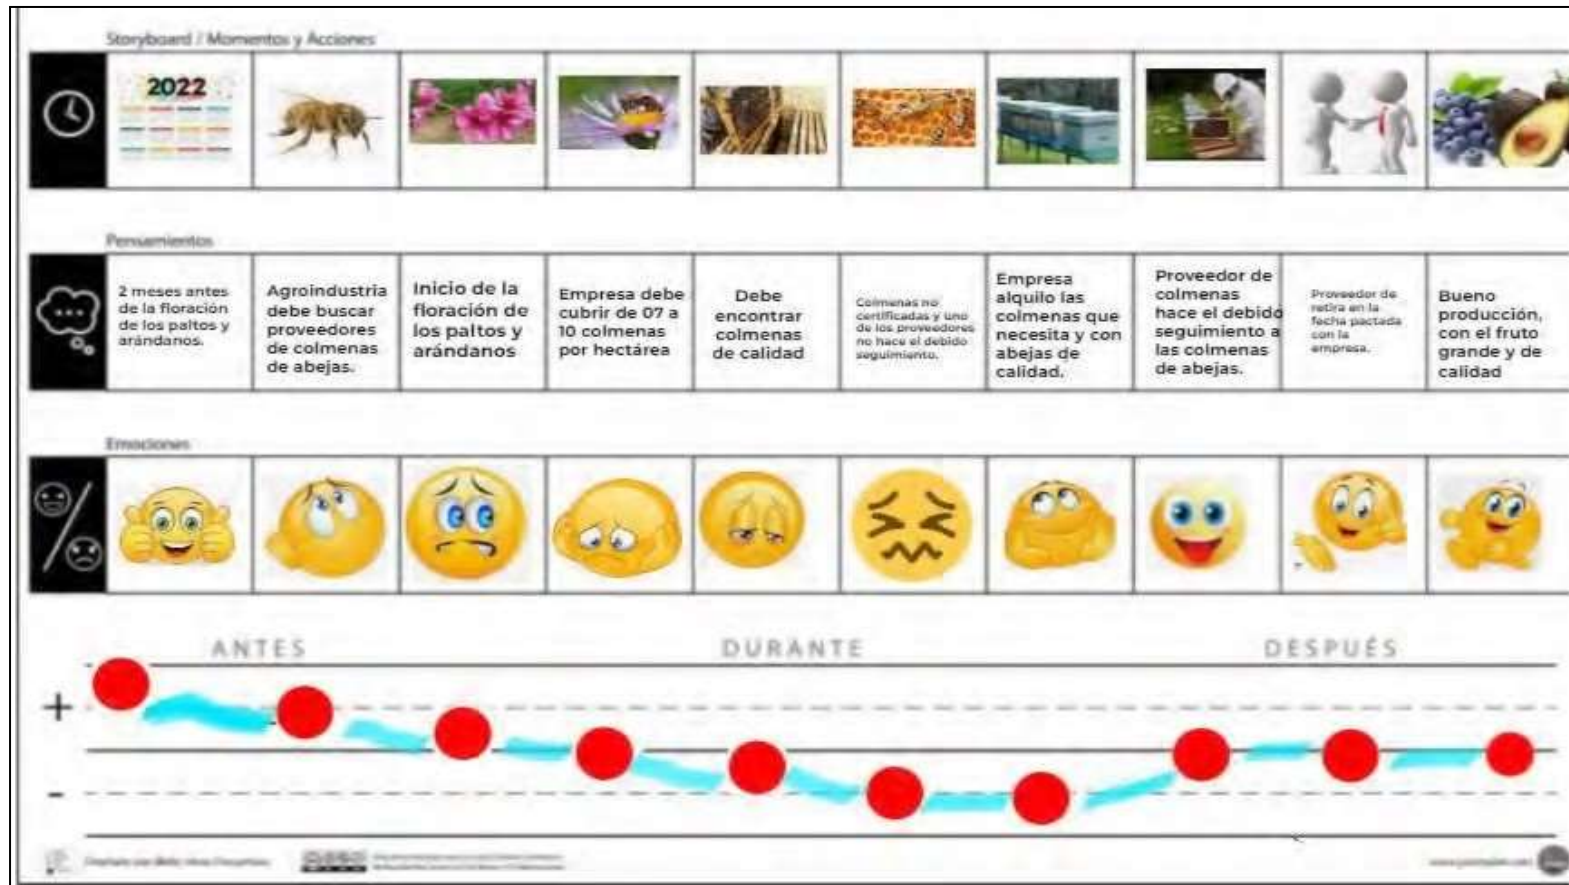 Storyboard / Momentos y Acciones
2022
Pensamientos
2 meses antes
de la floración
de los paltos y
arándanos.
Agroindustria
debe buscar
proveedores
de colmenas
de abejas.
Inicio de la
floración de
los paltos y
arándanos
Empresa debe
cubrir de 07 a
10 colmenas
por hectárea
Debe
encontrar
colmenas
de calidad
Colmenas no
certificadas y uno
de los proveedores
no hace el debido
seguimiento.
Empresa
alquilo las
colmenas que
necesita y con
abejas de
calidad.
Proveedor de
colmenas
hace el debido
seguimiento a
las colmenas
de abejas.
Proveedor de
retira en la
fecha pactada
con la
empresa.
Bueno
producción,
con el fruto
grande y de
calidad
Emociones
ANTES
DURANTE
DESPUÉS
+
-